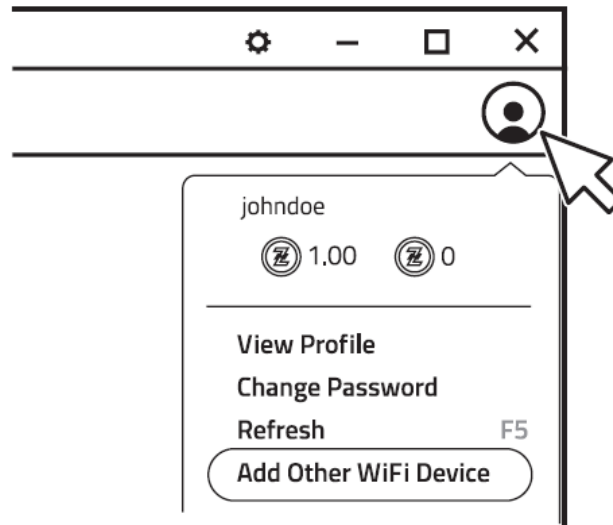 johndoe
1.00 0
View Profile
Change Password
Refresh F5
Add Other WiFi Device